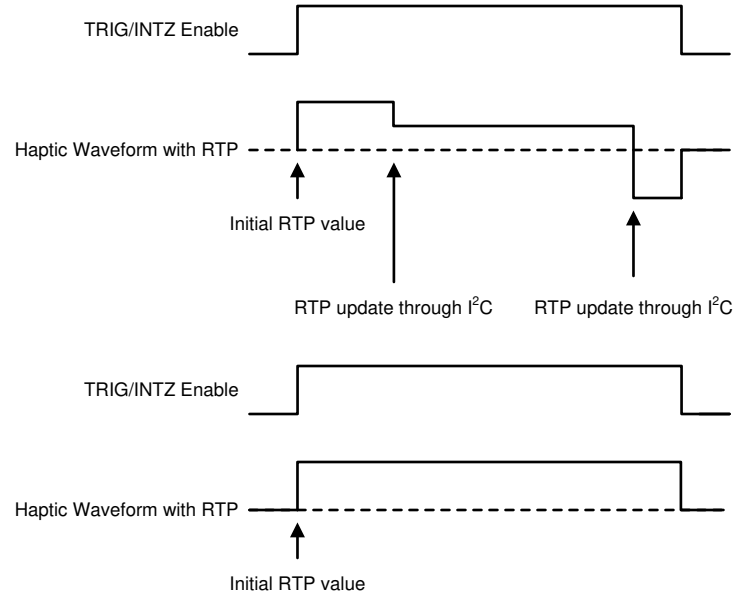 TRIG/INTZ Enable
Haptic Waveform with RTP
Initial RTP value
RTP update through I²C
RTP update through I²C
TRIG/INTZ Enable
Haptic Waveform with RTP
Initial RTP value